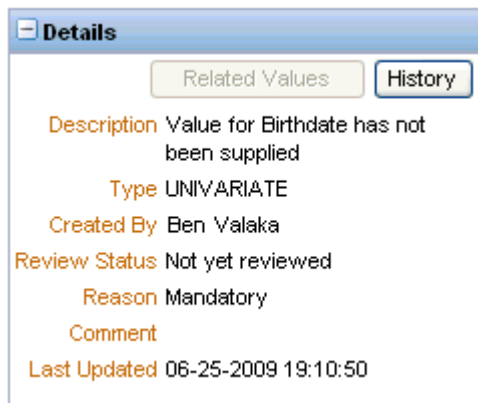 Details
Related Values History
Description Value for Birthdate has not
been supplied
Type UNIVARIATE
Created By Ben Valaka
Review Status Not yet reviewed
Reason Mandatory
Comment
Last Updated 06-25-2009 19:10:50